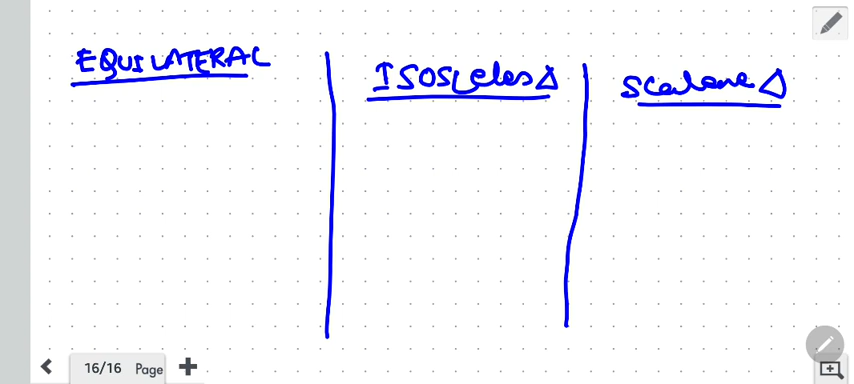 EQUILATERAL
ISOSceles Δ
Scalene Δ
16/16 Page